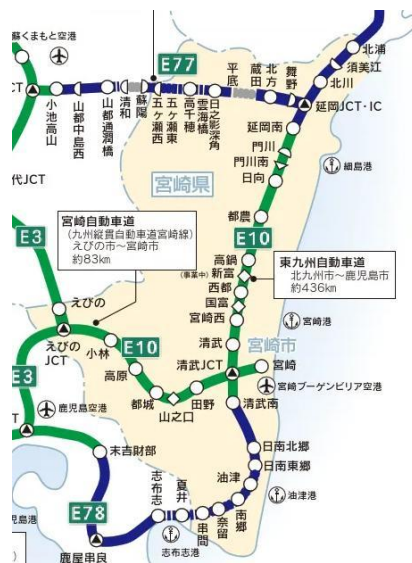 蘇くまもと空港
E77
CT
小池高山
山都中島西
山都通潤橋
清和
蘇陽
五ヶ瀬西
五ヶ瀬東
高千穂
雲海橋
日之影深角
平底
蔵田
北方
舞野
北浦
須美江
北川
延岡JCT・IC
延岡南
代JCT
宮崎県
門川
門川南
日向
細島港
都農
E3
宮崎自動車道
(九州縦貫自動車道宮崎線)
えびの市～宮崎市
約83km
高鍋
E10
新富
(事業中)
西都
国富
宮崎西
東九州自動車道
北九州市～鹿児島市
約436km
宮崎港
えびの
えびの
JCT
小林
E10
高原
清武
宮崎市
清武JCT
宮崎
宮崎ブーゲンビリア空港
E3
都城
山之口
田野
清武南
鹿児島空港
CT
末吉財部
日南北郷
日南東郷
油津
油津港
志布志
夏井
南郷
奈留
串間
児島港
E78
志布志港
鹿屋串良